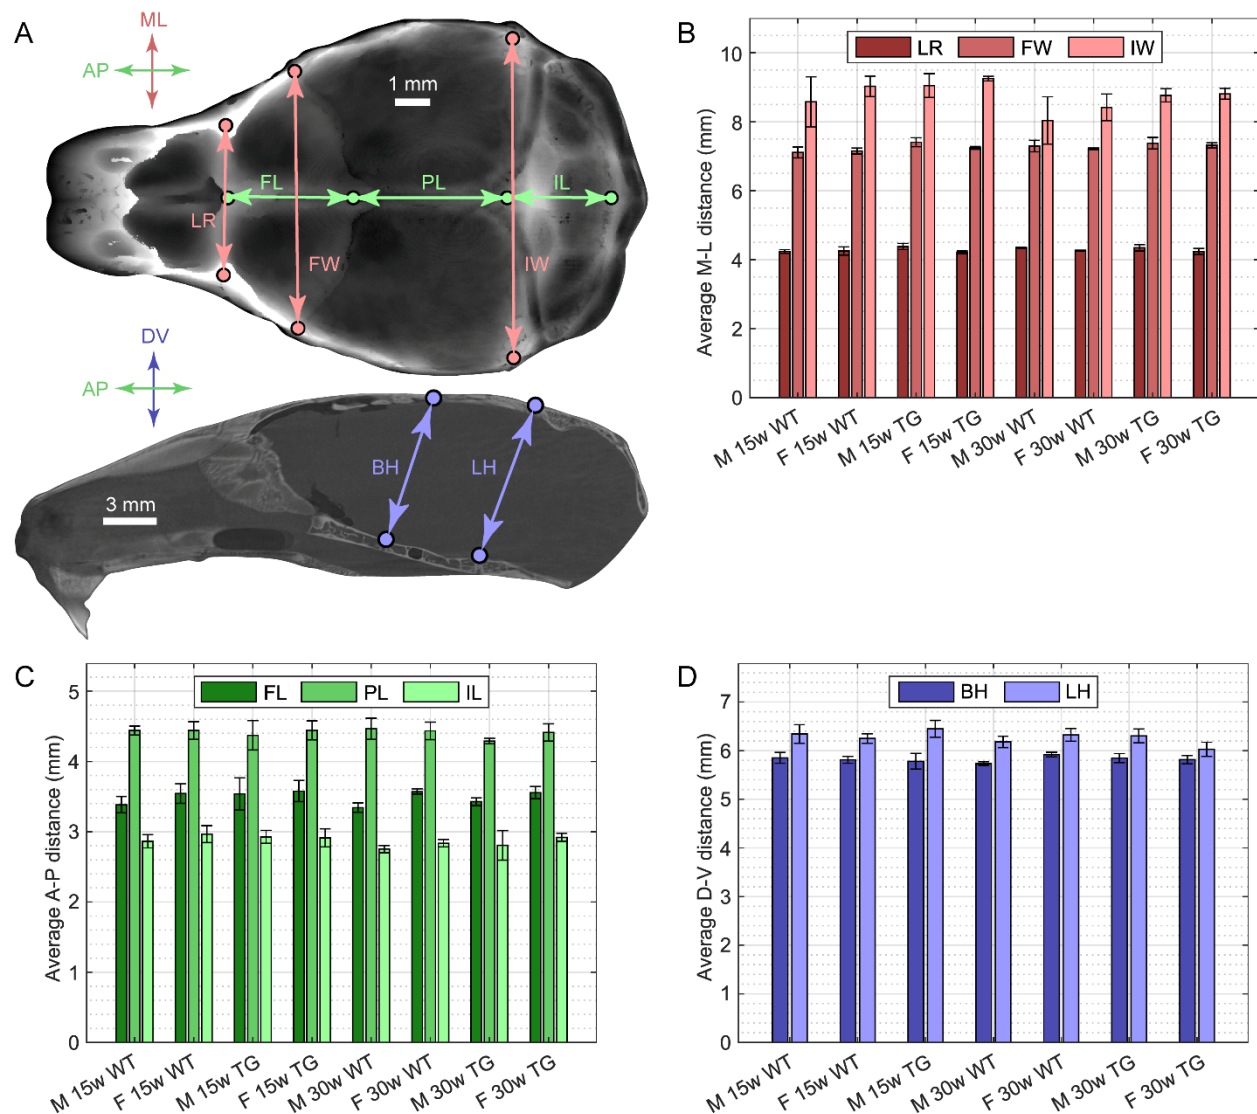 A
ML
AP
1 mm
FL
PL
IL
LR
FW
IW
DV
AP
BH
LH
3 mm
B
LR FW IW
Average M-L distance (mm)
10
8
6
4
2
0
M 15w WT
F 15w WT
M 15w TG
F 15w TG
M 30w WT
F 30w WT
M 30w TG
F 30w TG
C
FL PL IL
Average A-P distance (mm)
5
4
3
2
1
0
M 15w WT
F 15w WT
M 15w TG
F 15w TG
M 30w WT
F 30w WT
M 30w TG
F 30w TG
D
BH LH
Average D-V distance (mm)
7
6
5
4
3
2
1
0
M 15w WT
F 15w WT
M 15w TG
M 30w WT
F 30w WT
M 30w TG
F 30w TG